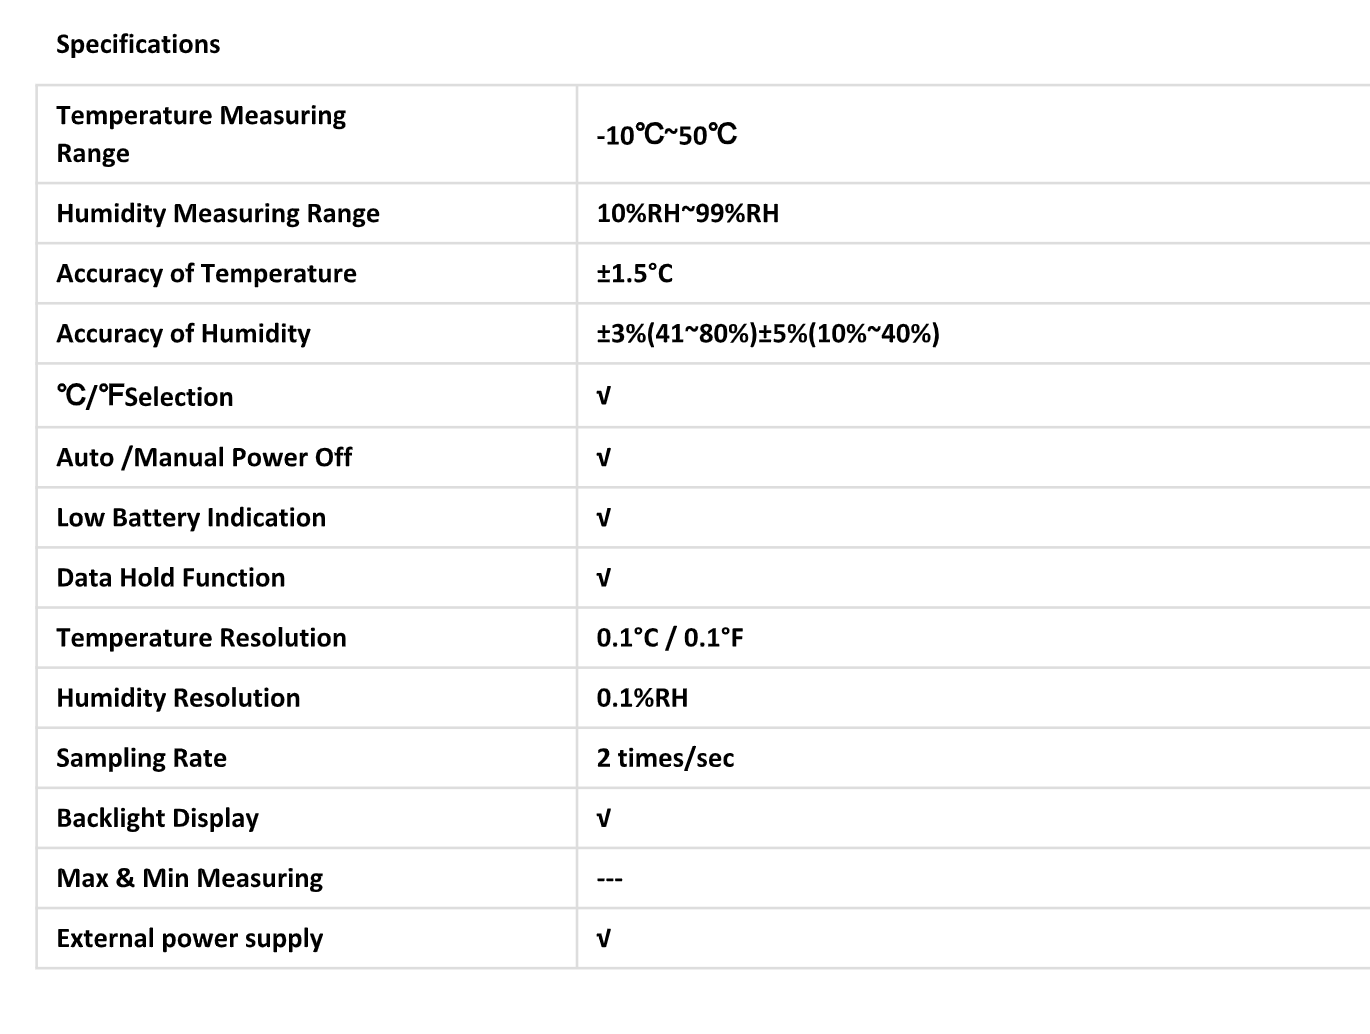 Specifications
Temperature Measuring
Range
-10℃~50℃
Humidity Measuring Range
10%RH~99%RH
Accuracy of Temperature
±1.5°C
Accuracy of Humidity
±3%(41~80%)±5%(10%~40%)
℃/℉Selection
√
Auto /Manual Power Off
√
Low Battery Indication
√
Data Hold Function
√
Temperature Resolution
0.1°C / 0.1°F
Humidity Resolution
0.1%RH
Sampling Rate
2 times/sec
Backlight Display
√
Max & Min Measuring
---
External power supply
√